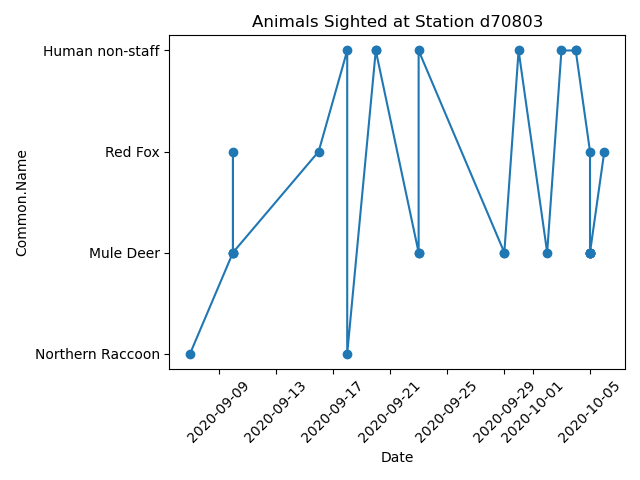 Animals Sighted at Station d70803
Common.Name
Human non-staff
Red Fox
Mule Deer
Northern Raccoon
2020-09-09
2020-09-13
2020-09-17
2020-09-21
2020-09-25
2020-09-29
2020-10-01
2020-10-05
Date